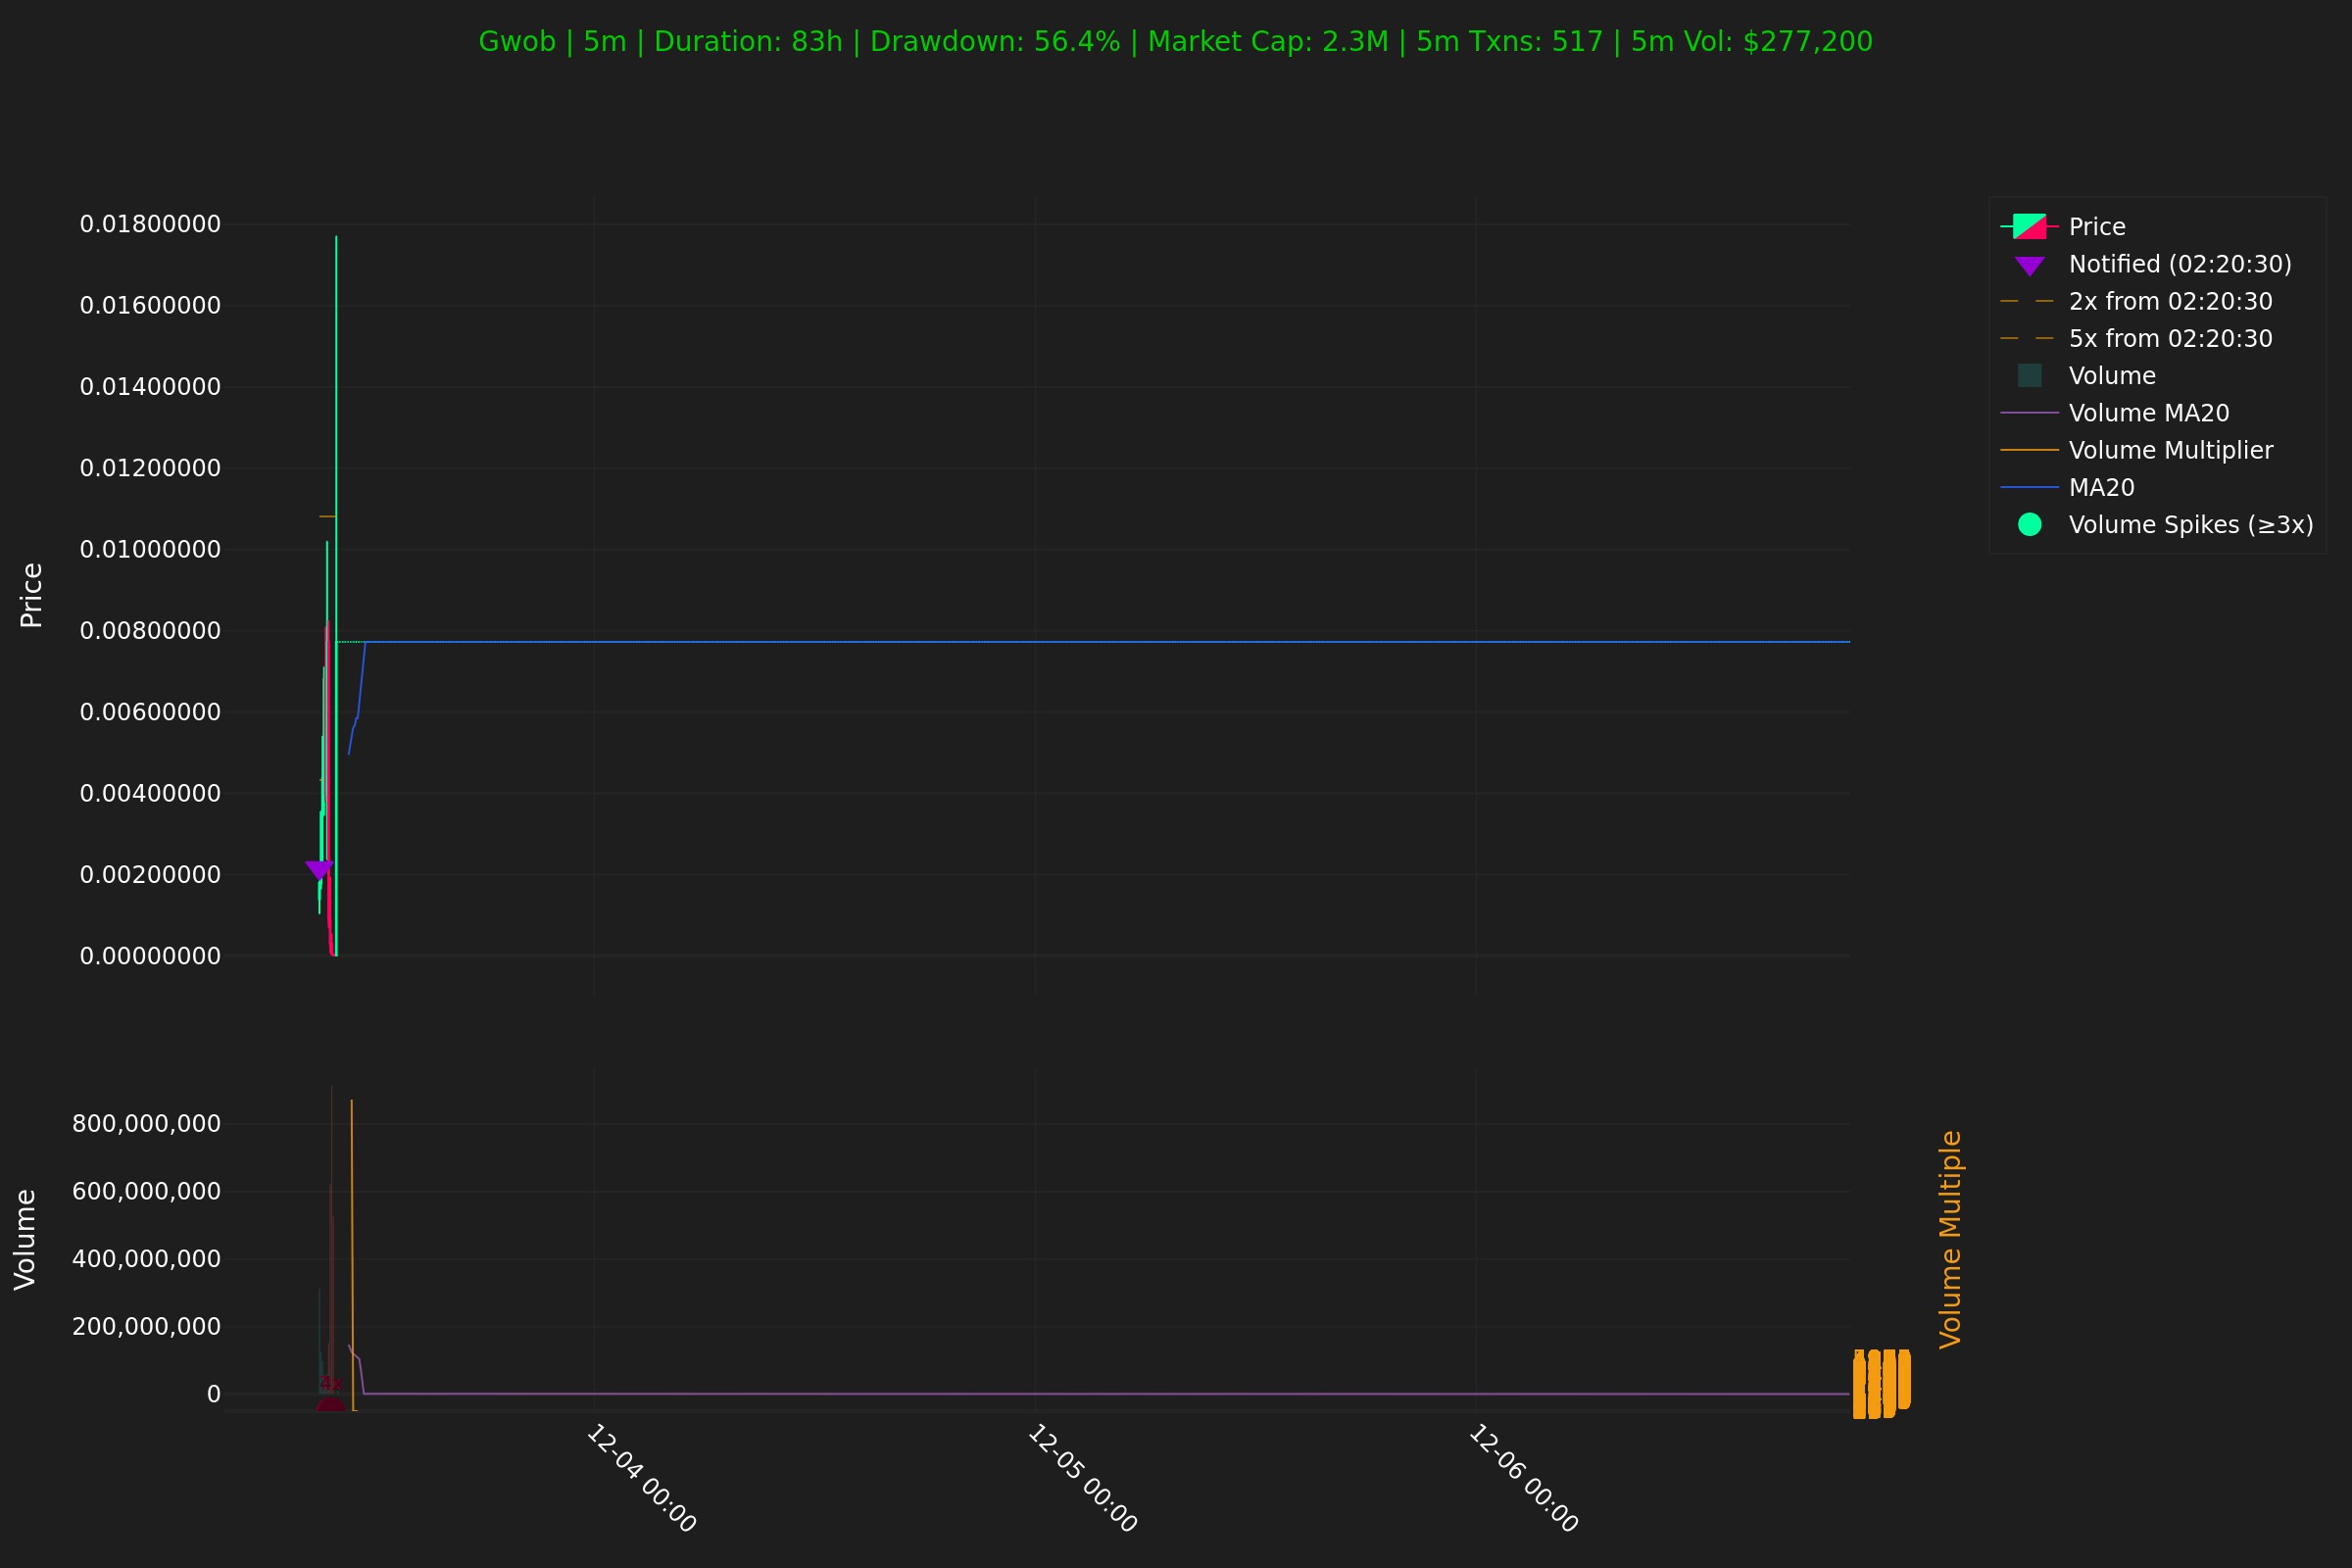 Gwob | 5m | Duration: 83h | Drawdown: 56.4% | Market Cap: 2.3M | 5m Txns: 517 | 5m Vol: $277,200
0.01800000
0.01600000
0.01400000
0.01200000
0.01000000
0.00800000
0.00600000
0.00400000
0.00200000
0.00000000
Price
Price
Notified (02:20:30)
2x from 02:20:30
5x from 02:20:30
Volume
Volume MA20
Volume Multiplier
MA20
Volume Spikes (≥3x)
800,000,000
600,000,000
400,000,000
200,000,000
0
Volume
4x
Volume Multiple
12-04 00:00
12-05 00:00
12-06 00:00